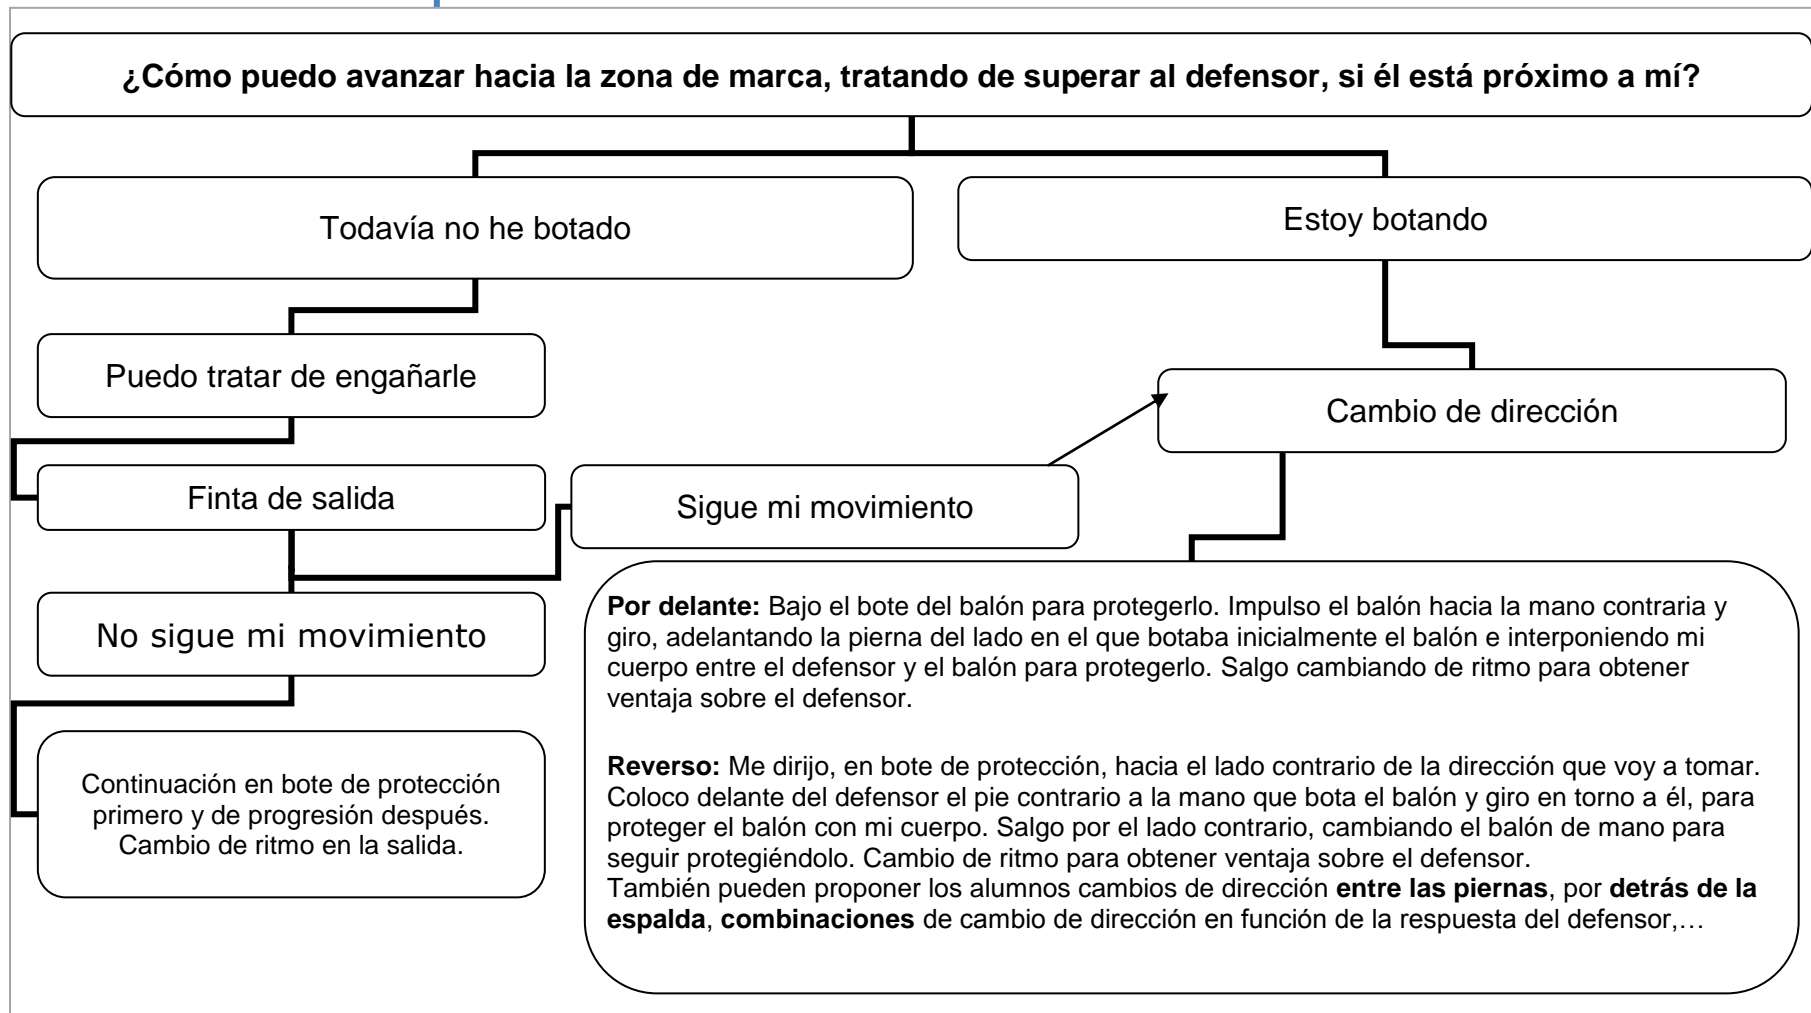 ¿Cómo puedo avanzar hacia la zona de marca, tratando de superar al defensor, si él está próximo a mí?
Todavía no he botado
Estoy botando
Puedo tratar de engañarle
Cambio de dirección
Finta de salida
Sigue mi movimiento
No sigue mi movimiento
Continuación en bote de protección
primero y de progresión después.
Cambio de ritmo en la salida.
Por delante: Bajo el bote del balón para protegerlo. Impulso el balón hacia la mano contraria y
giro, adelantando la pierna del lado en el que botaba inicialmente el balón e interponiendo mi
cuerpo entre el defensor y el balón para protegerlo. Salgo cambiando de ritmo para obtener
ventaja sobre el defensor.
Reverso: Me dirijo, en bote de protección, hacia el lado contrario de la dirección que voy a tomar.
Coloco delante del defensor el pie contrario a la mano que bota el balón y giro en torno a él, para
proteger el balón con mi cuerpo. Salgo por el lado contrario, cambiando el balón de mano para
seguir protegiéndolo. Cambio de ritmo para obtener ventaja sobre el defensor.
También pueden proponer los alumnos cambios de dirección entre las piernas, por detrás de la
espalda, combinaciones de cambio de dirección en función de la respuesta del defensor,…